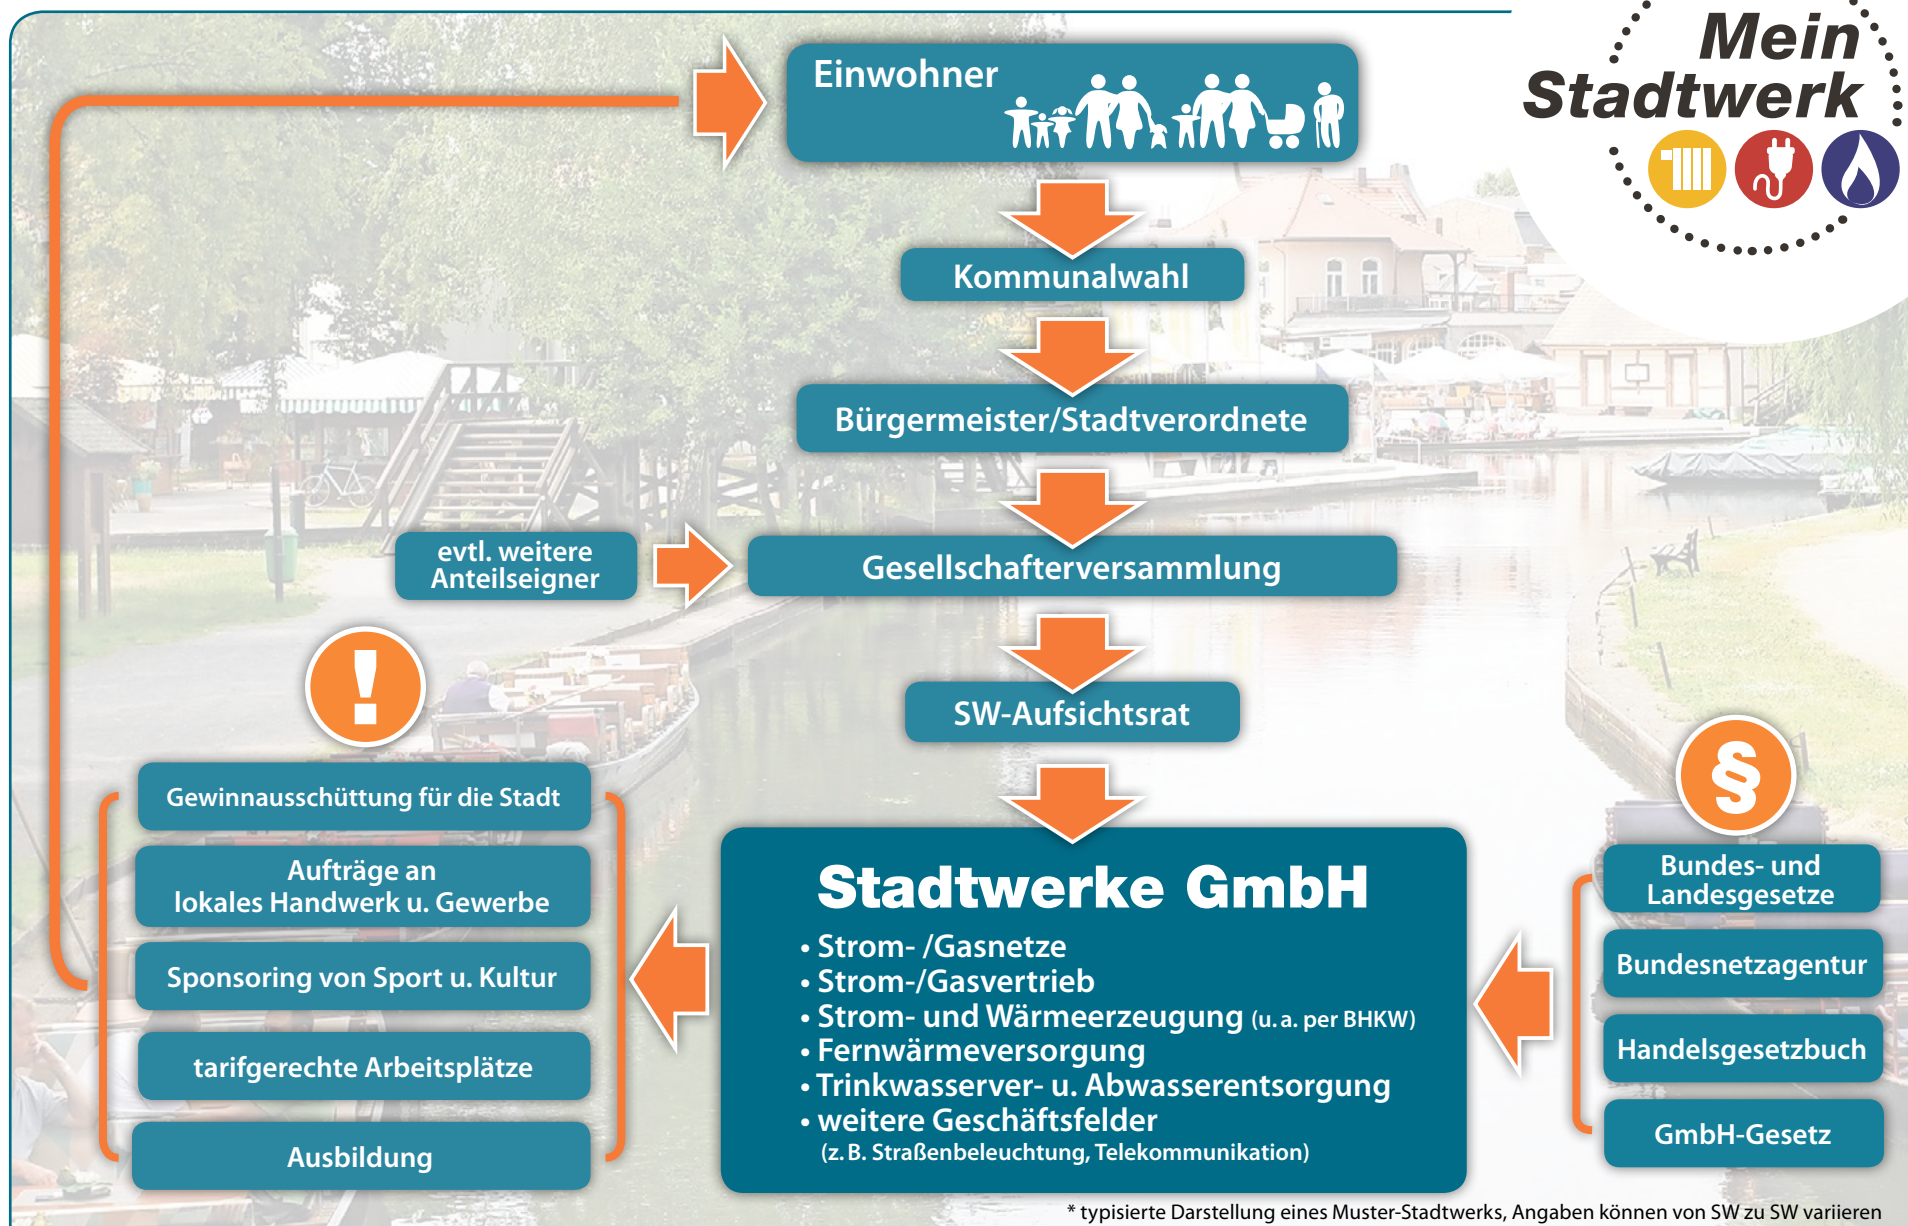 Mein
Stadtwerk
Einwohner
Kommunalwahl
Bürgermeister/Stadtverordnete
evtl. weitere
Anteilseigner
Gesellschafterversammlung
!
SW-Aufsichtsrat
§
Gewinnausschüttung für die Stadt
Aufträge an
lokales Handwerk u. Gewerbe
Sponsoring von Sport u. Kultur
tarifgerechte Arbeitsplätze
Ausbildung
Stadtwerke GmbH
• Strom- /Gasnetze
• Strom-/Gasvertrieb
• Strom- und Wärmeerzeugung (u. a. per BHKW)
• Fernwärmeversorgung
• Trinkwasserver- u. Abwasserentsorgung
• weitere Geschäftsfelder
(z. B. Straßenbeleuchtung, Telekommunikation)
Bundes- und
Landesgesetze
Bundesnetzagentur
Handelsgesetzbuch
GmbH-Gesetz
* typisierte Darstellung eines Muster-Stadtwerks, Angaben können von SW zu SW variieren